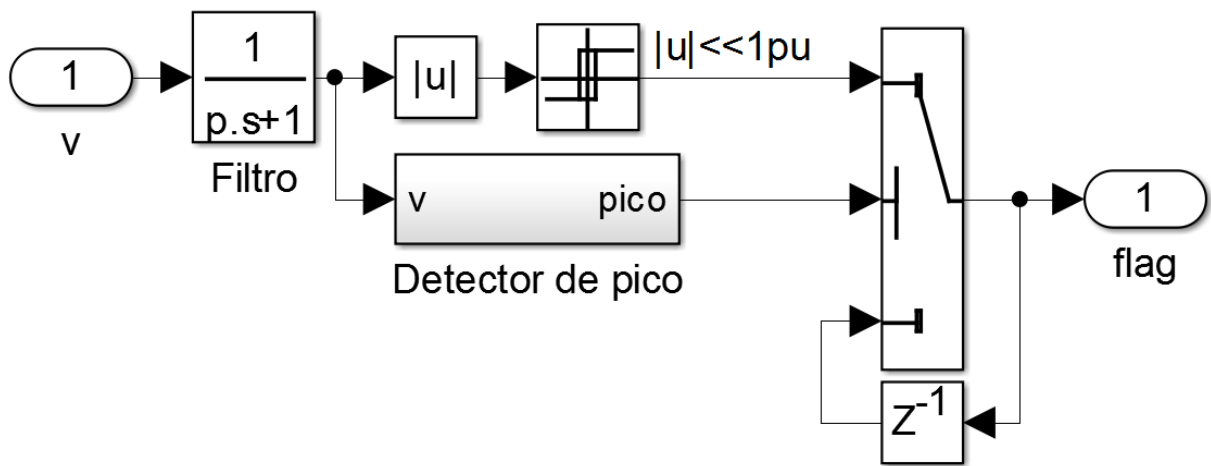 1
v
1
p.s+1
Filtro
|u|
|u|<<1pu
v pico
Detector de pico
Z^-1
1
flag